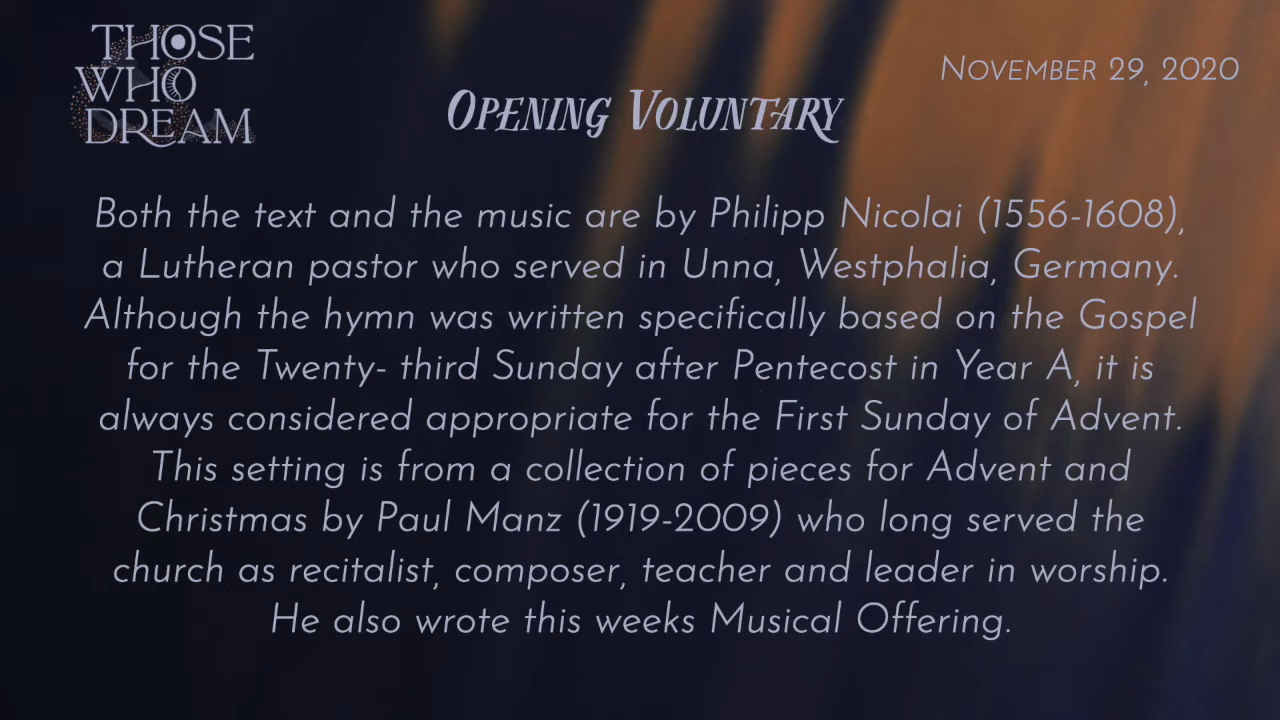 THOSE
WHO
DREAM
November 29, 2020
Opening Voluntary
Both the text and the music are by Philipp Nicolai (1556-1608),
a Lutheran pastor who served in Unna, Westphalia, Germany.
Although the hymn was written specifically based on the Gospel
for the Twenty- third Sunday after Pentecost in Year A, it is
always considered appropriate for the First Sunday of Advent.
This setting is from a collection of pieces for Advent and
Christmas by Paul Manz (1919-2009) who long served the
church as recitalist, composer, teacher and leader in worship.
He also wrote this weeks Musical Offering.